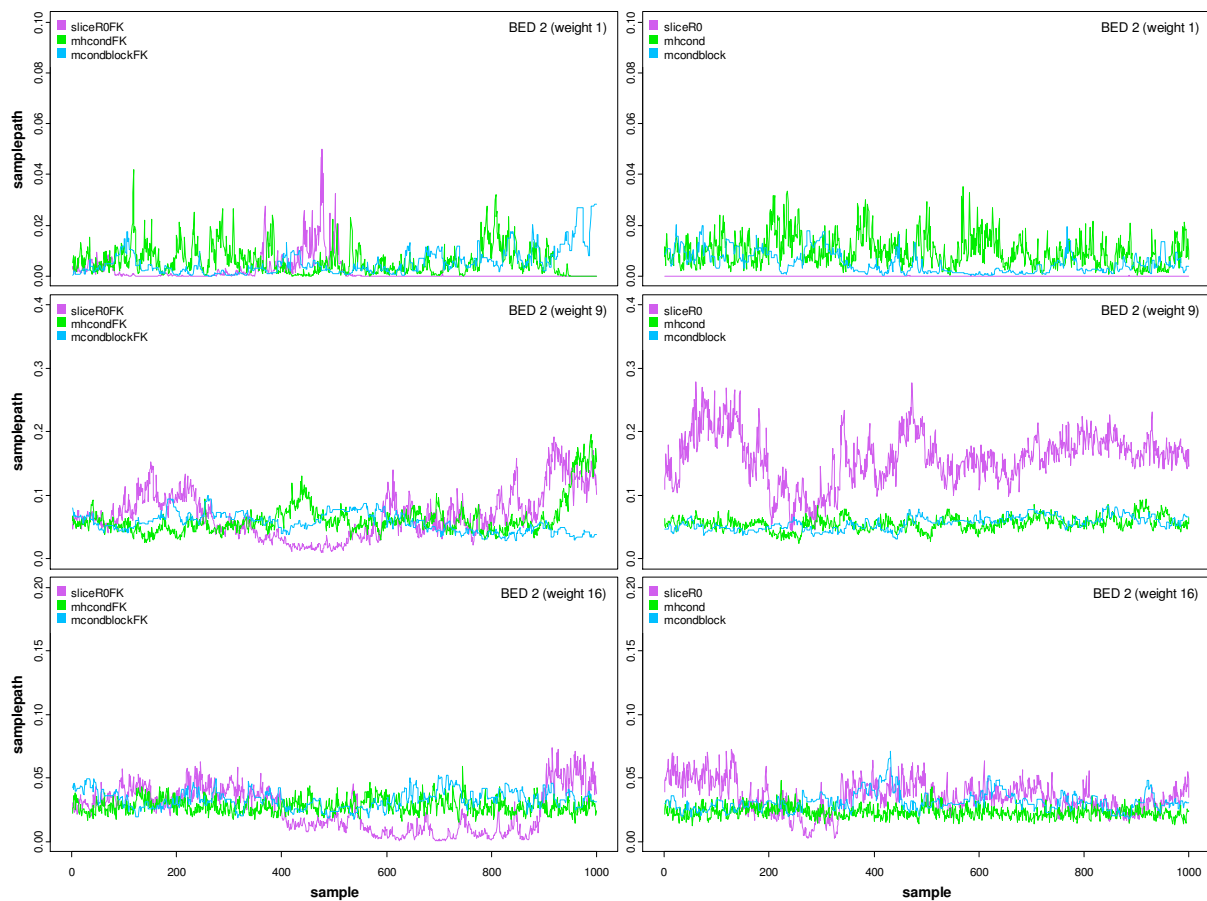 sliceR0FK
mhcondFK
mcondblockFK
BED 2 (weight 1)
0.00
0.02
0.04
0.06
0.08
0.10
samplepath
sliceR0
mhcond
mcondblock
BED 2 (weight 1)
0.00
0.02
0.04
0.06
0.08
0.10
sliceR0FK
mhcondFK
mcondblockFK
BED 2 (weight 9)
0.0
0.1
0.2
0.3
0.4
samplepath
sliceR0
mhcond
mcondblock
BED 2 (weight 9)
0.0
0.1
0.2
0.3
0.4
sliceR0FK
mhcondFK
mcondblockFK
BED 2 (weight 16)
0.00
0.05
0.10
0.15
0.20
samplepath
0 200 400 600 800 1000
sample
sliceR0
mhcond
mcondblock
BED 2 (weight 16)
0.00
0.05
0.10
0.15
0.20
0 200 400 600 800 1000
sample